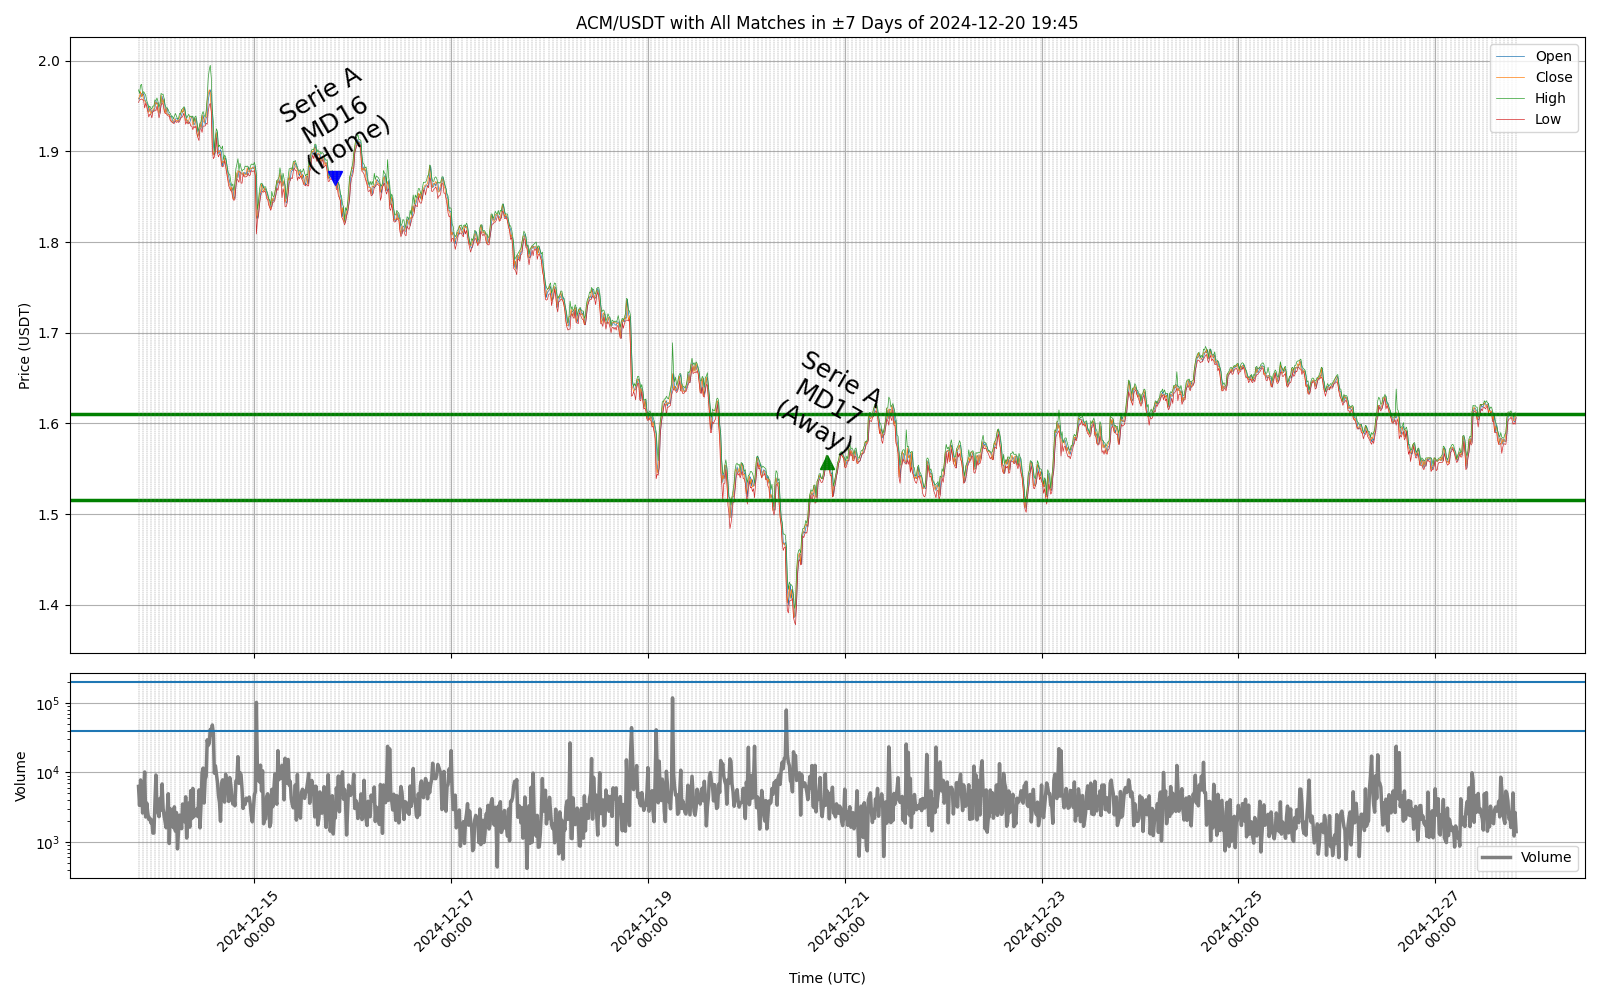 ACM/USDT with All Matches in ±7 Days of 2024-12-20 19:45
Price (USDT)
2.0
1.9
1.8
1.7
1.6
1.5
1.4
Serie A
MD16
(Home)
Serie A
MD17
(Away)
Open
Close
High
Low
Volume
10⁵
10⁴
10³
Volume
2024-12-15
00:00
2024-12-17
00:00
2024-12-19
00:00
2024-12-21
00:00
2024-12-23
00:00
2024-12-25
00:00
2024-12-27
00:00
Time (UTC)